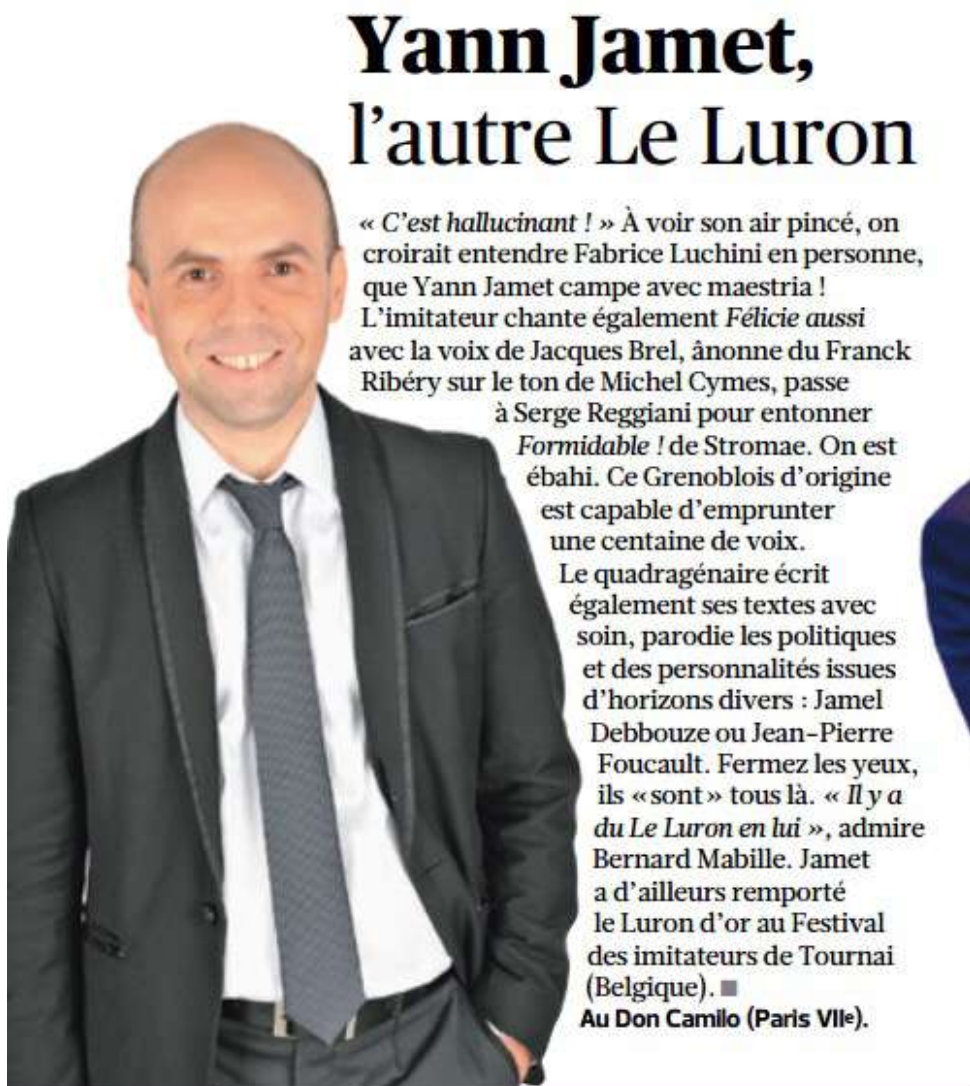 Yann Jamet,
l’autre Le Luron
« C’est hallucinant ! » À voir son air pincé, on
croirait entendre Fabrice Luchini en personne,
que Yann Jamet campe avec maestria !
L’imitateur chante également Félicie aussi
avec la voix de Jacques Brel, ânonne du Franck
Ribéry sur le ton de Michel Cymes, passe
à Serge Reggiani pour entonner
Formidable ! de Stromae. On est
ébahi. Ce Grenoblois d’origine
est capable d’emprunter
une centaine de voix.
Le quadragénaire écrit
également ses textes avec
soin, parodie les politiques
et des personnalités issues
d’horizons divers : Jamel
Debbouze ou Jean-Pierre
Foucault. Fermez les yeux,
ils « sont » tous là. « Il y a
du Le Luron en lui », admire
Bernard Mabille. Jamet
a d’ailleurs remporté
le Luron d’or au Festival
des imitateurs de Tournai
(Belgique). ■
Au Don Camilo (Paris VIIe).